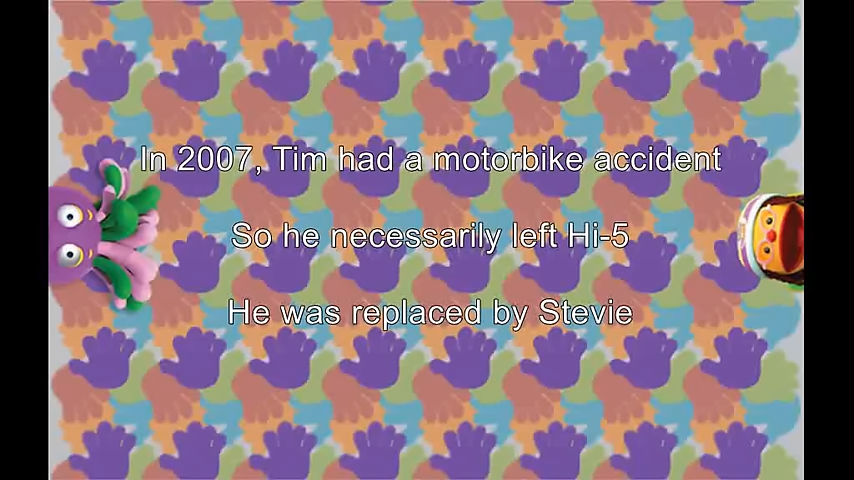 In 2007, Tim had a motorbike accident
So he necessarily left Hi-5
He was replaced by Stevie